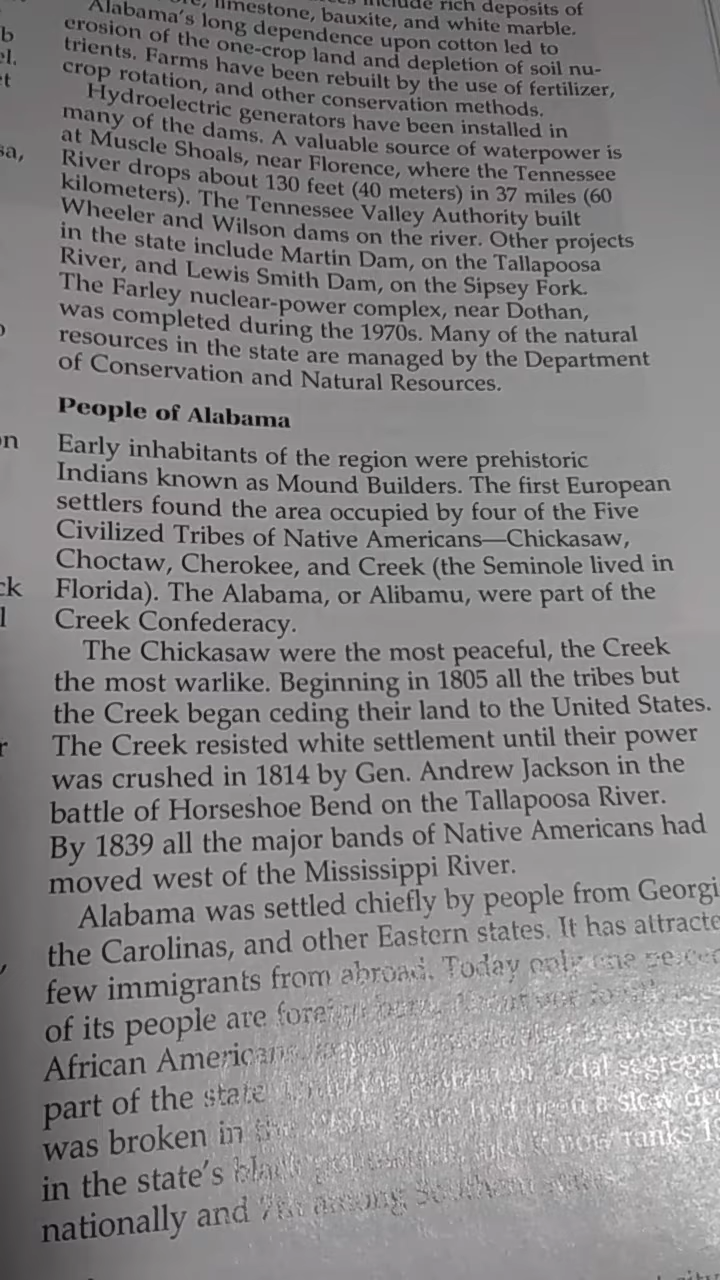 include rich deposits of
limestone, bauxite, and white marble.
Alabama's long dependence upon cotton led to
erosion of the one-crop land and depletion of soil nu-
trients. Farms have been rebuilt by the use of fertilizer,
crop rotation, and other conservation methods.
Hydroelectric generators have been installed in
many of the dams. A valuable source of waterpower is
at Muscle Shoals, near Florence, where the Tennessee
River drops about 130 feet (40 meters) in 37 miles (60
kilometers). The Tennessee Valley Authority built
Wheeler and Wilson dams on the river. Other projects
in the state include Martin Dam, on the Tallapoosa
River, and Lewis Smith Dam, on the Sipsey Fork.
The Farley nuclear-power complex, near Dothan,
was completed during the 1970s. Many of the natural
resources in the state are managed by the Department
of Conservation and Natural Resources.
People of Alabama
Early inhabitants of the region were prehistoric
Indians known as Mound Builders. The first European
settlers found the area occupied by four of the Five
Civilized Tribes of Native Americans—Chickasaw,
Choctaw, Cherokee, and Creek (the Seminole lived in
Florida). The Alabama, or Alibamu, were part of the
Creek Confederacy.
The Chickasaw were the most peaceful, the Creek
the most warlike. Beginning in 1805 all the tribes but
the Creek began ceding their land to the United States.
The Creek resisted white settlement until their power
was crushed in 1814 by Gen. Andrew Jackson in the
battle of Horseshoe Bend on the Tallapoosa River.
By 1839 all the major bands of Native Americans had
moved west of the Mississippi River.
Alabama was settled chiefly by people from Georgi
the Carolinas, and other Eastern states. It has attracte
few immigrants from abroad. Today only one
of its people are
African
part of the state
was broken in a slow
in the state's now ranks
nationally and among